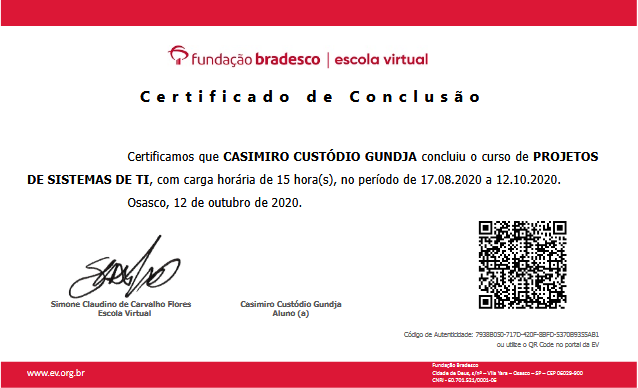 fundação bradesco | escola virtual
Certificado de Conclusão
Certificamos que CASIMIRO CUSTÓDIO GUNDJA concluiu o curso de PROJETOS
DE SISTEMAS DE TI, com carga horária de 15 hora(s), no período de 17.08.2020 a 12.10.2020.
Osasco, 12 de outubro de 2020.
Simone Claudino de Carvalho Flores
Escola Virtual
Casimiro Custódio Gundja
Aluno (a)
Código de Autenticidade: 7938B050-717D-420F-8BFD-5370B9355AB1
ou utilize o QR Code no portal da EV
www.ev.org.br
Fundação Bradesco
Cidade de Deus, s/nº – Vila Yara – Osasco – SP – CEP 06029-900
CNPJ - 60.701.521/0001-06